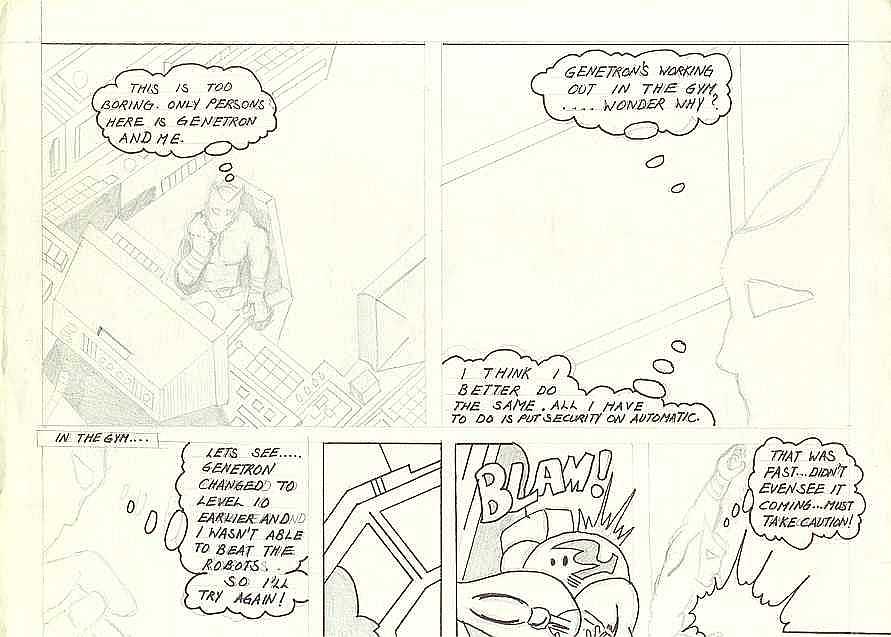 THIS IS TOO
BORING. ONLY PERSONS
HERE IS GENETRON
AND ME.
GENETRON'S WORKING
OUT IN THE GYM
.....WONDER WHY?
I THINK I
BETTER DO
THE SAME. ALL I HAVE
TO DO IS PUT SECURITY ON AUTOMATIC.
IN THE GYM....
LETS SEE.....
GENETRON
CHANGED TO
LEVEL 10
EARLIER AND
I WASN'T ABLE
TO BEAT THE
ROBOTS..
SO I'LL
TRY AGAIN!
BLAM!
THAT WAS
FAST...DIDN'T
EVEN SEE IT
COMING...MUST
TAKE CAUTION!